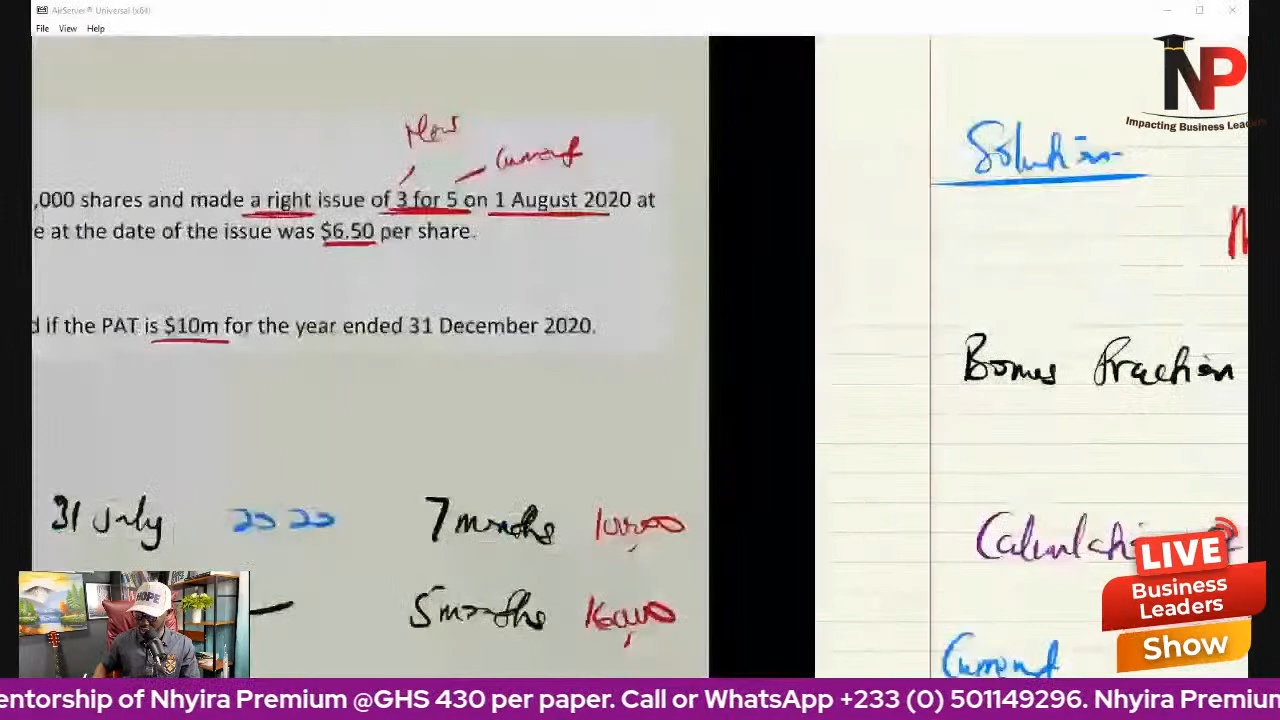 AirServer® Universal (x64)
File View Help
NP
Impacting Business Leaders
New
Current
,000 shares and made a right issue of 3 for 5 on 1 August 2020 at
e at the date of the issue was $6.50 per share.
d if the PAT is $10m for the year ended 31 December 2020.
31 July 2020 7 months
5 months
Solution
Bonus Fraction
Current
HOPE
LIVE
Business
Leaders
Show
entorship of Nhyira Premium @GHS 430 per paper. Call or WhatsApp +233 (0) 501149296. Nhyira Premium